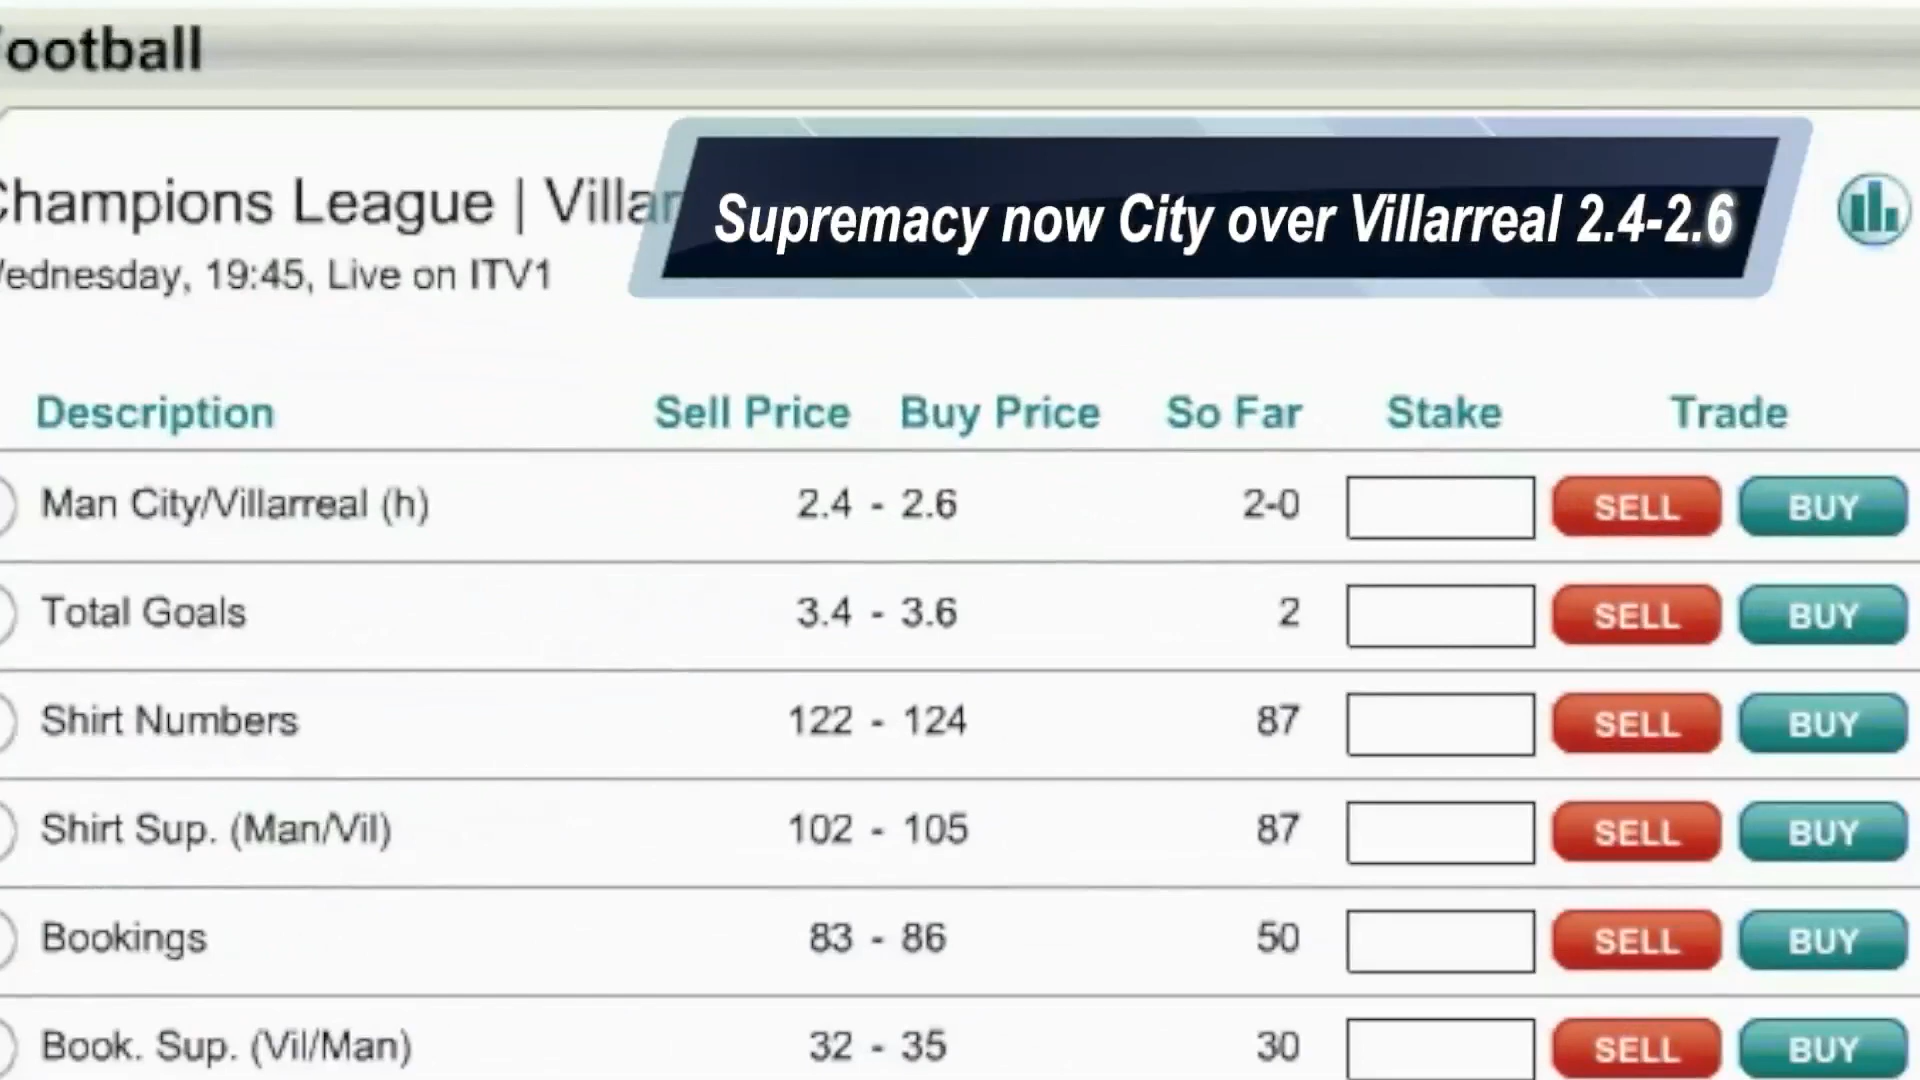 ootball
Champions League | Villar
Supremacy now City over Villarreal 2.4-2.6
Wednesday, 19:45, Live on ITV1
Description Sell Price Buy Price So Far Stake Trade
Man City/Villarreal (h) 2.4 - 2.6 2-0 SELL BUY
Total Goals 3.4 - 3.6 2 SELL BUY
Shirt Numbers 122 - 124 87 SELL BUY
Shirt Sup. (Man/Vil) 102 - 105 87 SELL BUY
Bookings 83 - 86 50 SELL BUY
Book. Sup. (Vil/Man) 32 - 35 30 SELL BUY